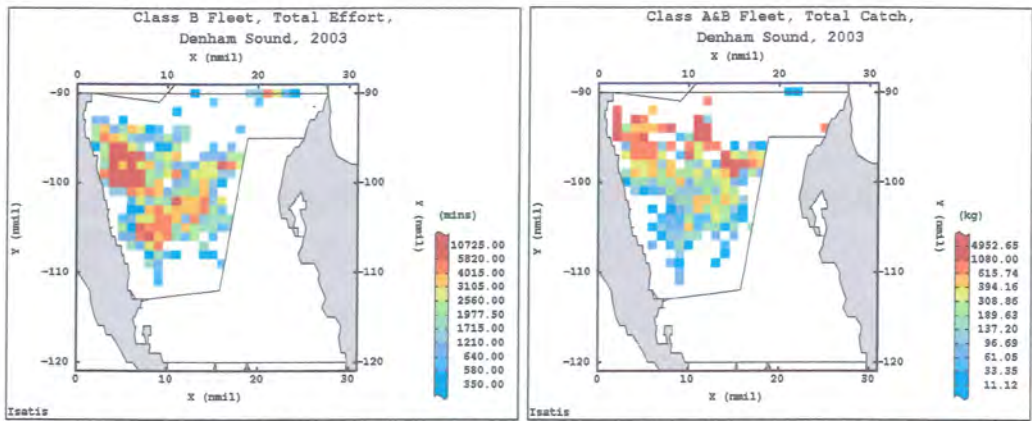 Class B Fleet, Total Effort,
Denham Sound, 2003
X (nmil)
0 10 20 30
-90 -90
-100 -100
-110 -110
-120 -120
Y (nmil)
Y (nmil)
0 10 20 30
X (nmil)
(mins)
10725.00
5820.00
4015.00
3105.00
2560.00
1977.50
1715.00
1210.00
640.00
580.00
350.00
Isatis
Class A&B Fleet, Total Catch,
Denham Sound, 2003
X (nmil)
0 10 20 30
-90 -90
-100 -100
-110 -110
-120 -120
Y (nmil)
Y (nmil)
0 10 20 30
X (nmil)
(kg)
4952.65
1080.00
615.74
394.16
308.86
189.63
137.20
96.69
61.05
33.35
11.12
Isatis